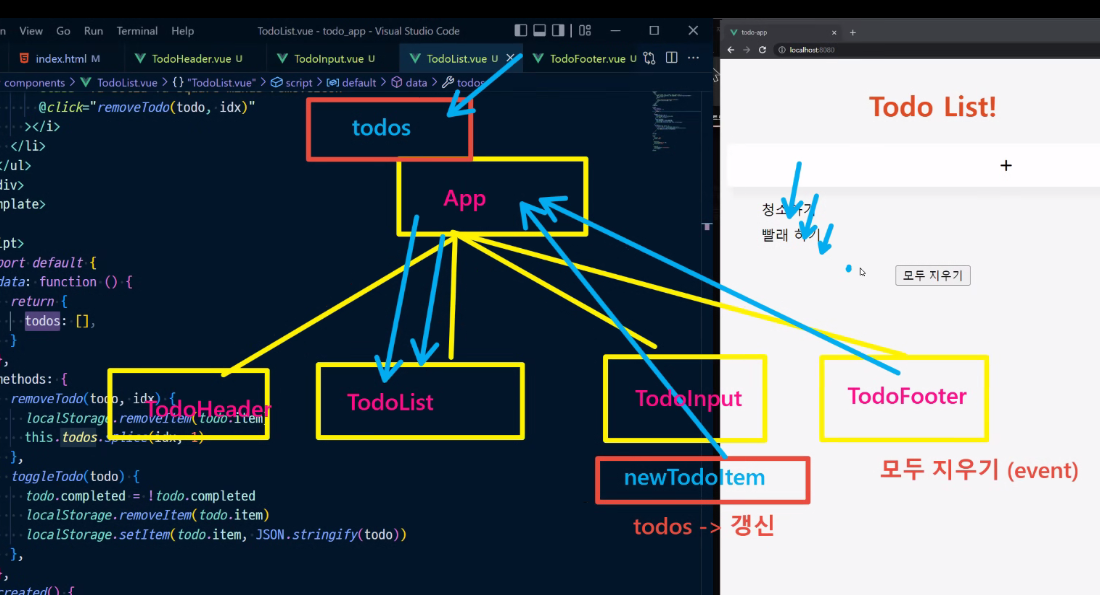 View Go Run Terminal Help
TodoList.vue - todo_app - Visual Studio Code
index.html M
TodoHeader.vue U
TodoInput.vue U
TodoList.vue U
TodoFooter.vue U
components > TodoList.vue > {} "TodoList.vue" > script > default > data > todos
@click="removeTodo(todo, idx)"
></i>
</li>
</ul>
default {
data: function () {
return {
todos: [],
}
methods: {
removeTodo(todo, idx) {
localStorage.removeItem(todo.item)
this.todos.splice(idx, 1)
},
toggleTodo(todo) {
todo.completed = !todo.completed
localStorage.removeItem(todo.item)
localStorage.setItem(todo.item, JSON.stringify(todo))
},
created() {
todos
App
TodoHeader
TodoList
TodoInput
TodoFooter
newTodoItem
todos -> 갱신
모두 지우기 (event)
todo-app
localhost:8080
Todo List!
+
청소하기
빨래 하기
모두 지우기